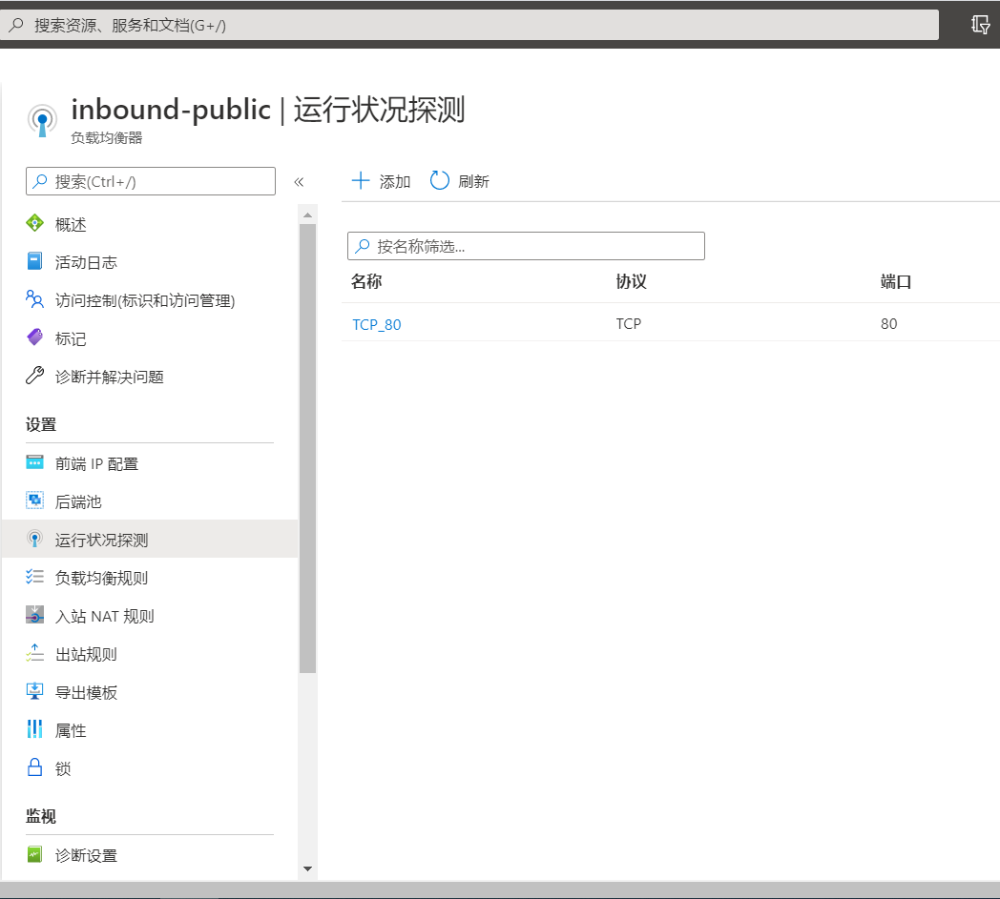 搜索资源、服务和文档(G+/)
inbound-public | 运行状况探测
负载均衡器
搜索(Ctrl+/)
«
添加
刷新
概述
活动日志
访问控制(标识和访问管理)
标记
诊断并解决问题
设置
前端 IP 配置
后端池
运行状况探测
负载均衡规则
入站 NAT 规则
出站规则
导出模板
属性
锁
监视
诊断设置
按名称筛选...
名称 协议 端口
TCP_80 TCP 80